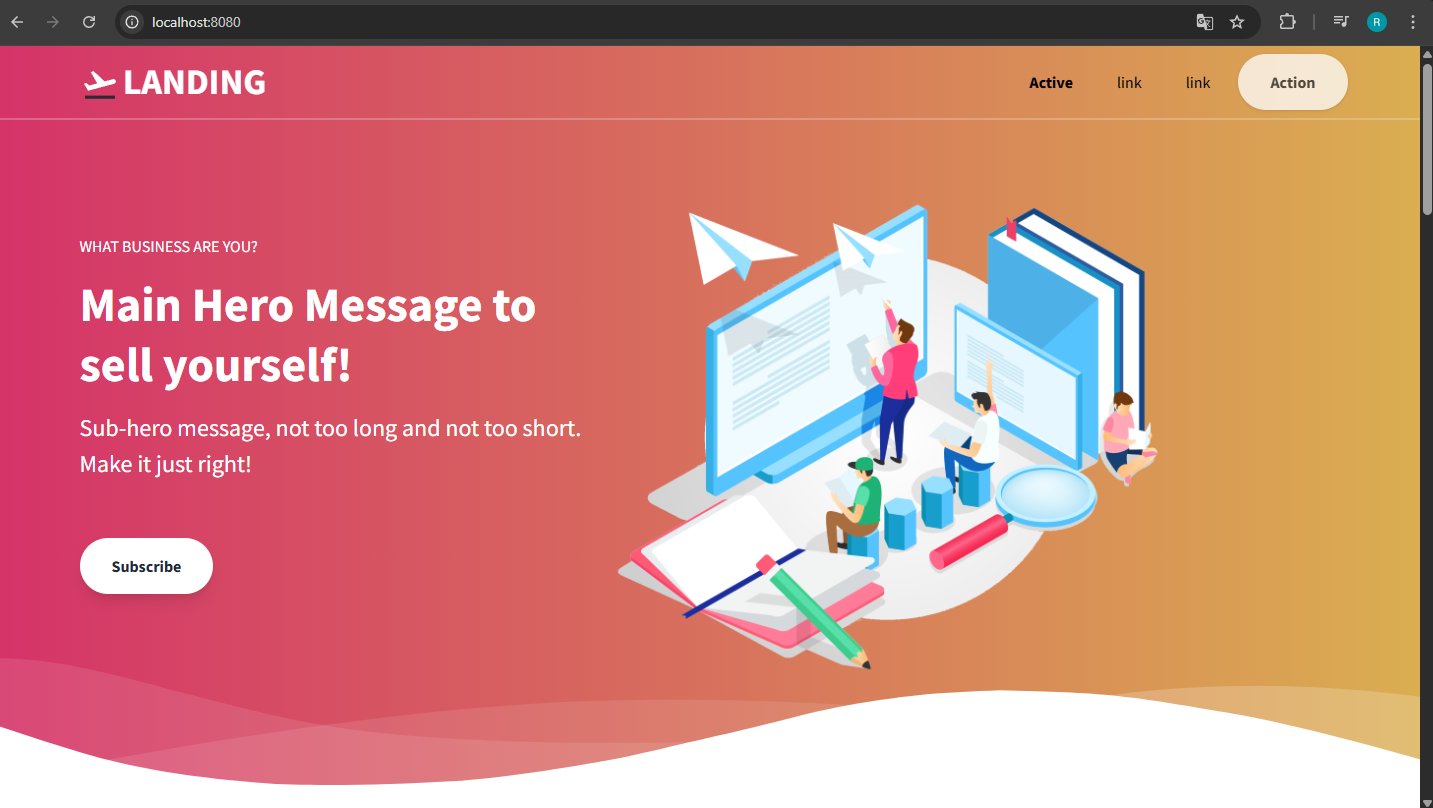 localhost:8080
R
LANDING
Active
link
link
Action
WHAT BUSINESS ARE YOU?
Main Hero Message to
sell yourself!
Sub-hero message, not too long and not too short.
Make it just right!
Subscribe